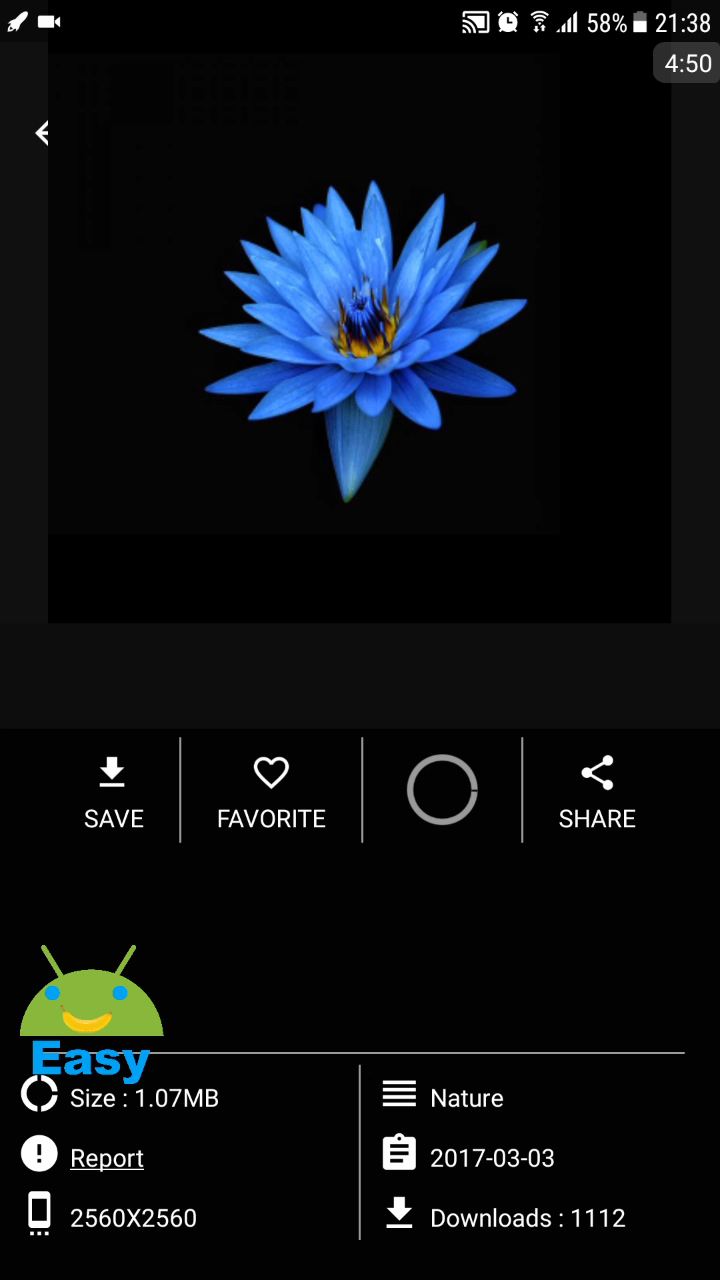 58% 21:38
4:50
SAVE
FAVORITE
SHARE
Easy
Size : 1.07MB
Nature
Report
2017-03-03
2560X2560
Downloads : 1112